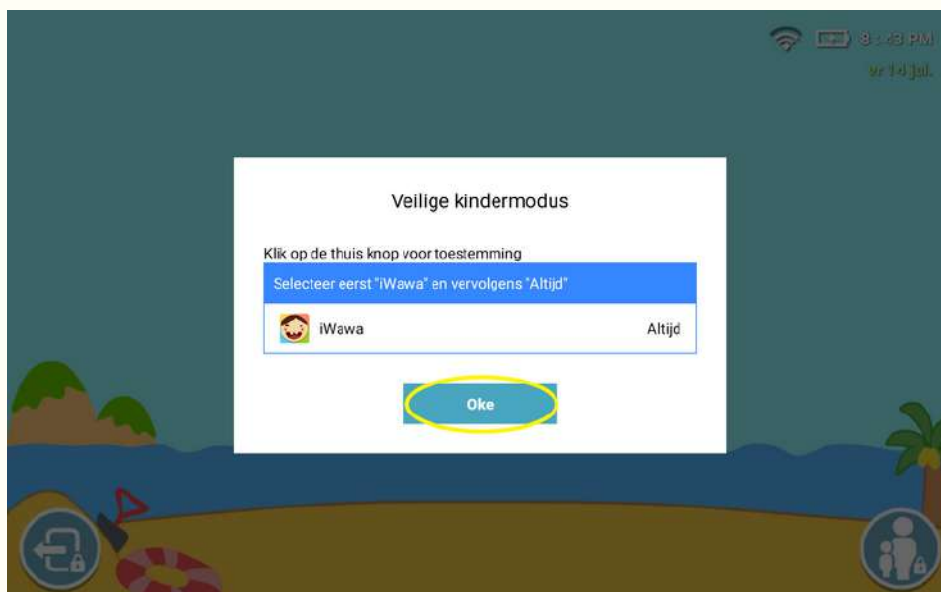 8:43 PM
vr 14 jul.
Veilige kindermodus
Klik op de thuis knop voor toestemming
Selecteer eerst "iWawa" en vervolgens "Altijd"
iWawa Altijd
Oke